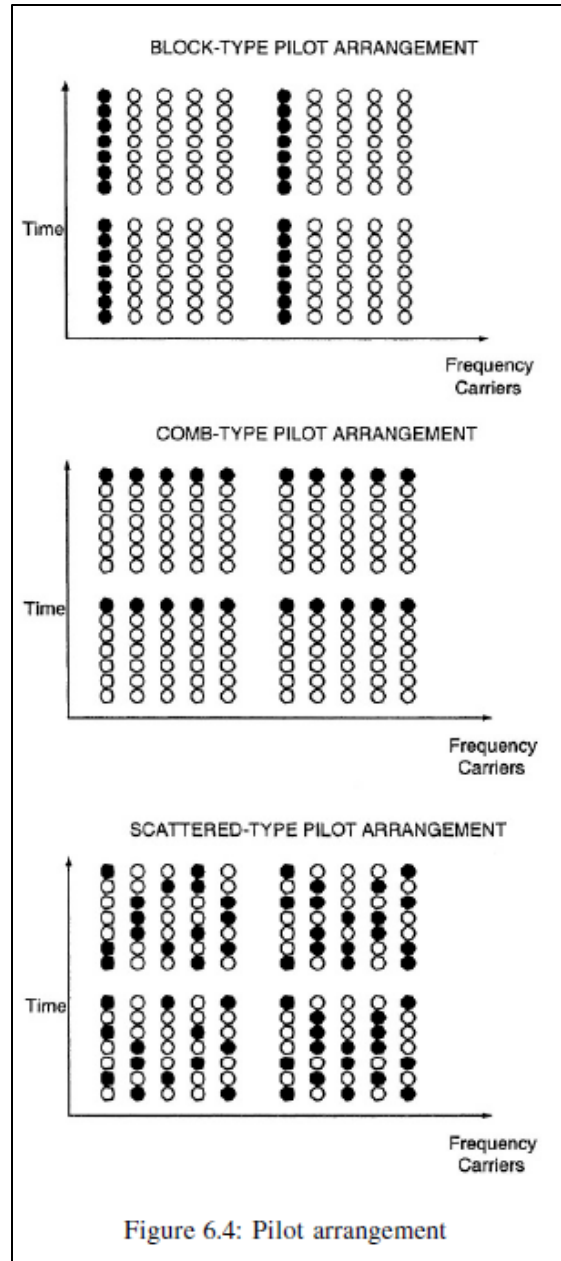 BLOCK-TYPE PILOT ARRANGEMENT
Time
Frequency
Carriers
COMB-TYPE PILOT ARRANGEMENT
Time
Frequency
Carriers
SCATTERED-TYPE PILOT ARRANGEMENT
Time
Frequency
Carriers
Figure 6.4: Pilot arrangement